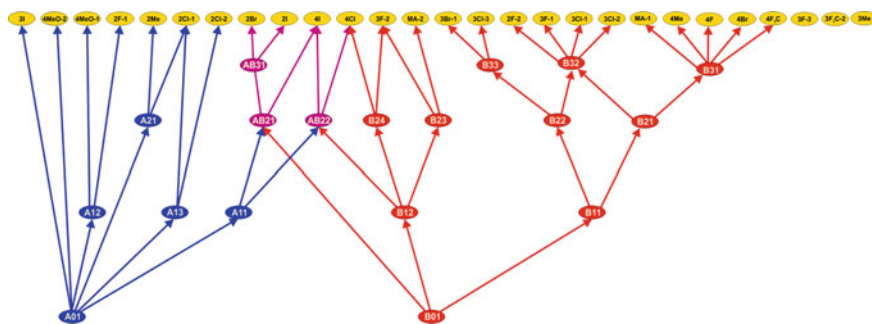 3I 4MeO-2 4MeO-1 2F-1 2Me 2Cl-1 2Cl-2 2Br 2I 4I 4Cl 3F-2 MA-2 3Br-1 3Cl-3 2F-2 3F-1 3Cl-1 3Cl-2 MA-1 4Me 4F 4Br 4F,C 3F-3 3F,C-2 3Me
AB31 B33 B32 B31
A21 AB21 AB22 B24 B23 B22 B21
A12 A13 A11 B12 B11
A01 B01